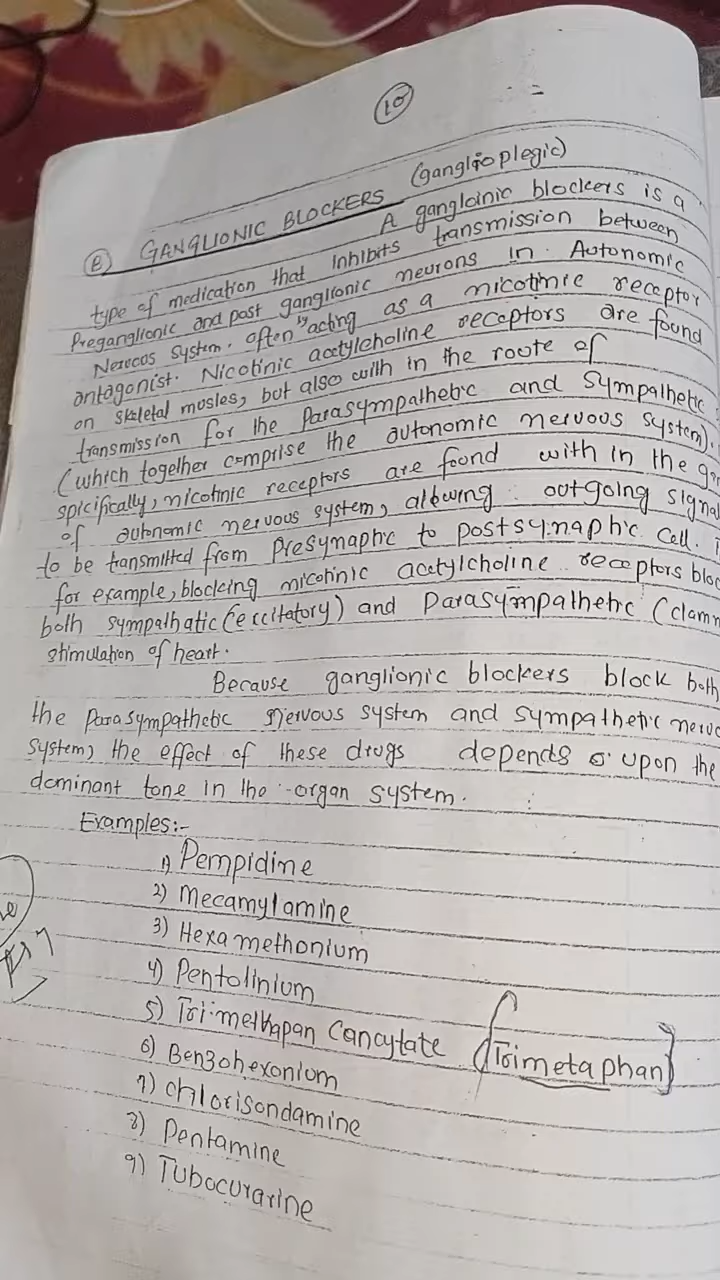 10
(B) GANGLIONIC BLOCKERS (ganglioplegic)
A gangloinic blockers is a
type of medication that Inhibits transmission between
Preganglionic and post ganglionic neurons in Autonomic
Nervous System. often by acting as a nicotinic receptor
antagonist. Nicotinic acetylcholine receptors are found
on skeletal mosles, but also with in the route of
transmission for the Parasympathetic and Sympathetic
(which together comprise the autonomic nervous system).
spicifically, nicotinic receptors are found with in the
of autonomic nervous system, allowing outgoing signal
to be transmitted from Presynaptic to postsynaptic cell.
for example, blocking nicotinic acetylcholine receptors
both sympathatic (exccitatory) and Parasympathetic
stimulation of heart.
Because ganglionic blockers block both
the parasympathetic nervous system and sympathetic
system, the effect of these drugs depends upon the
dominant tone in the organ system.
Examples:-
1) Pempidine
2) Mecamylamine
3) Hexa methonium
4) Pentolinium
5) Trimethapan Cancytate (Trimetaphan)
6) Benzohexonium
7) chlorisondamine
8) Pentamine
9) Tubocurarine